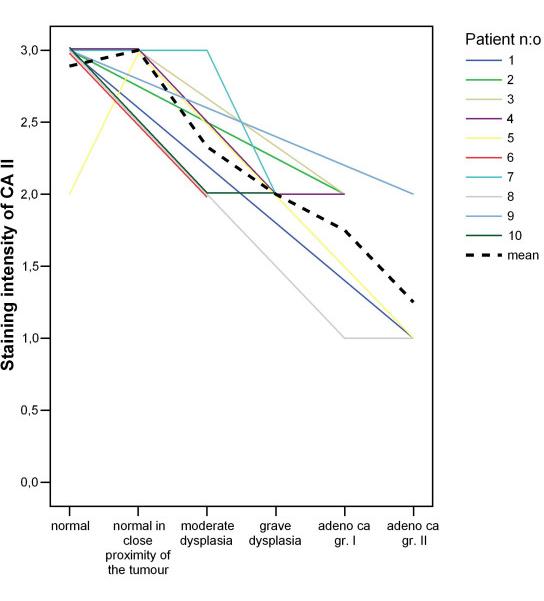 Patient n:o
1
2
3
4
5
6
7
8
9
10
mean
Staining intensity of CA II
3,0
2,5
2,0
1,5
1,0
0,5
0,0
normal
normal in
close
proximity of
the tumour
moderate
dysplasia
grave
dysplasia
adeno ca
gr. I
adeno ca
gr. II